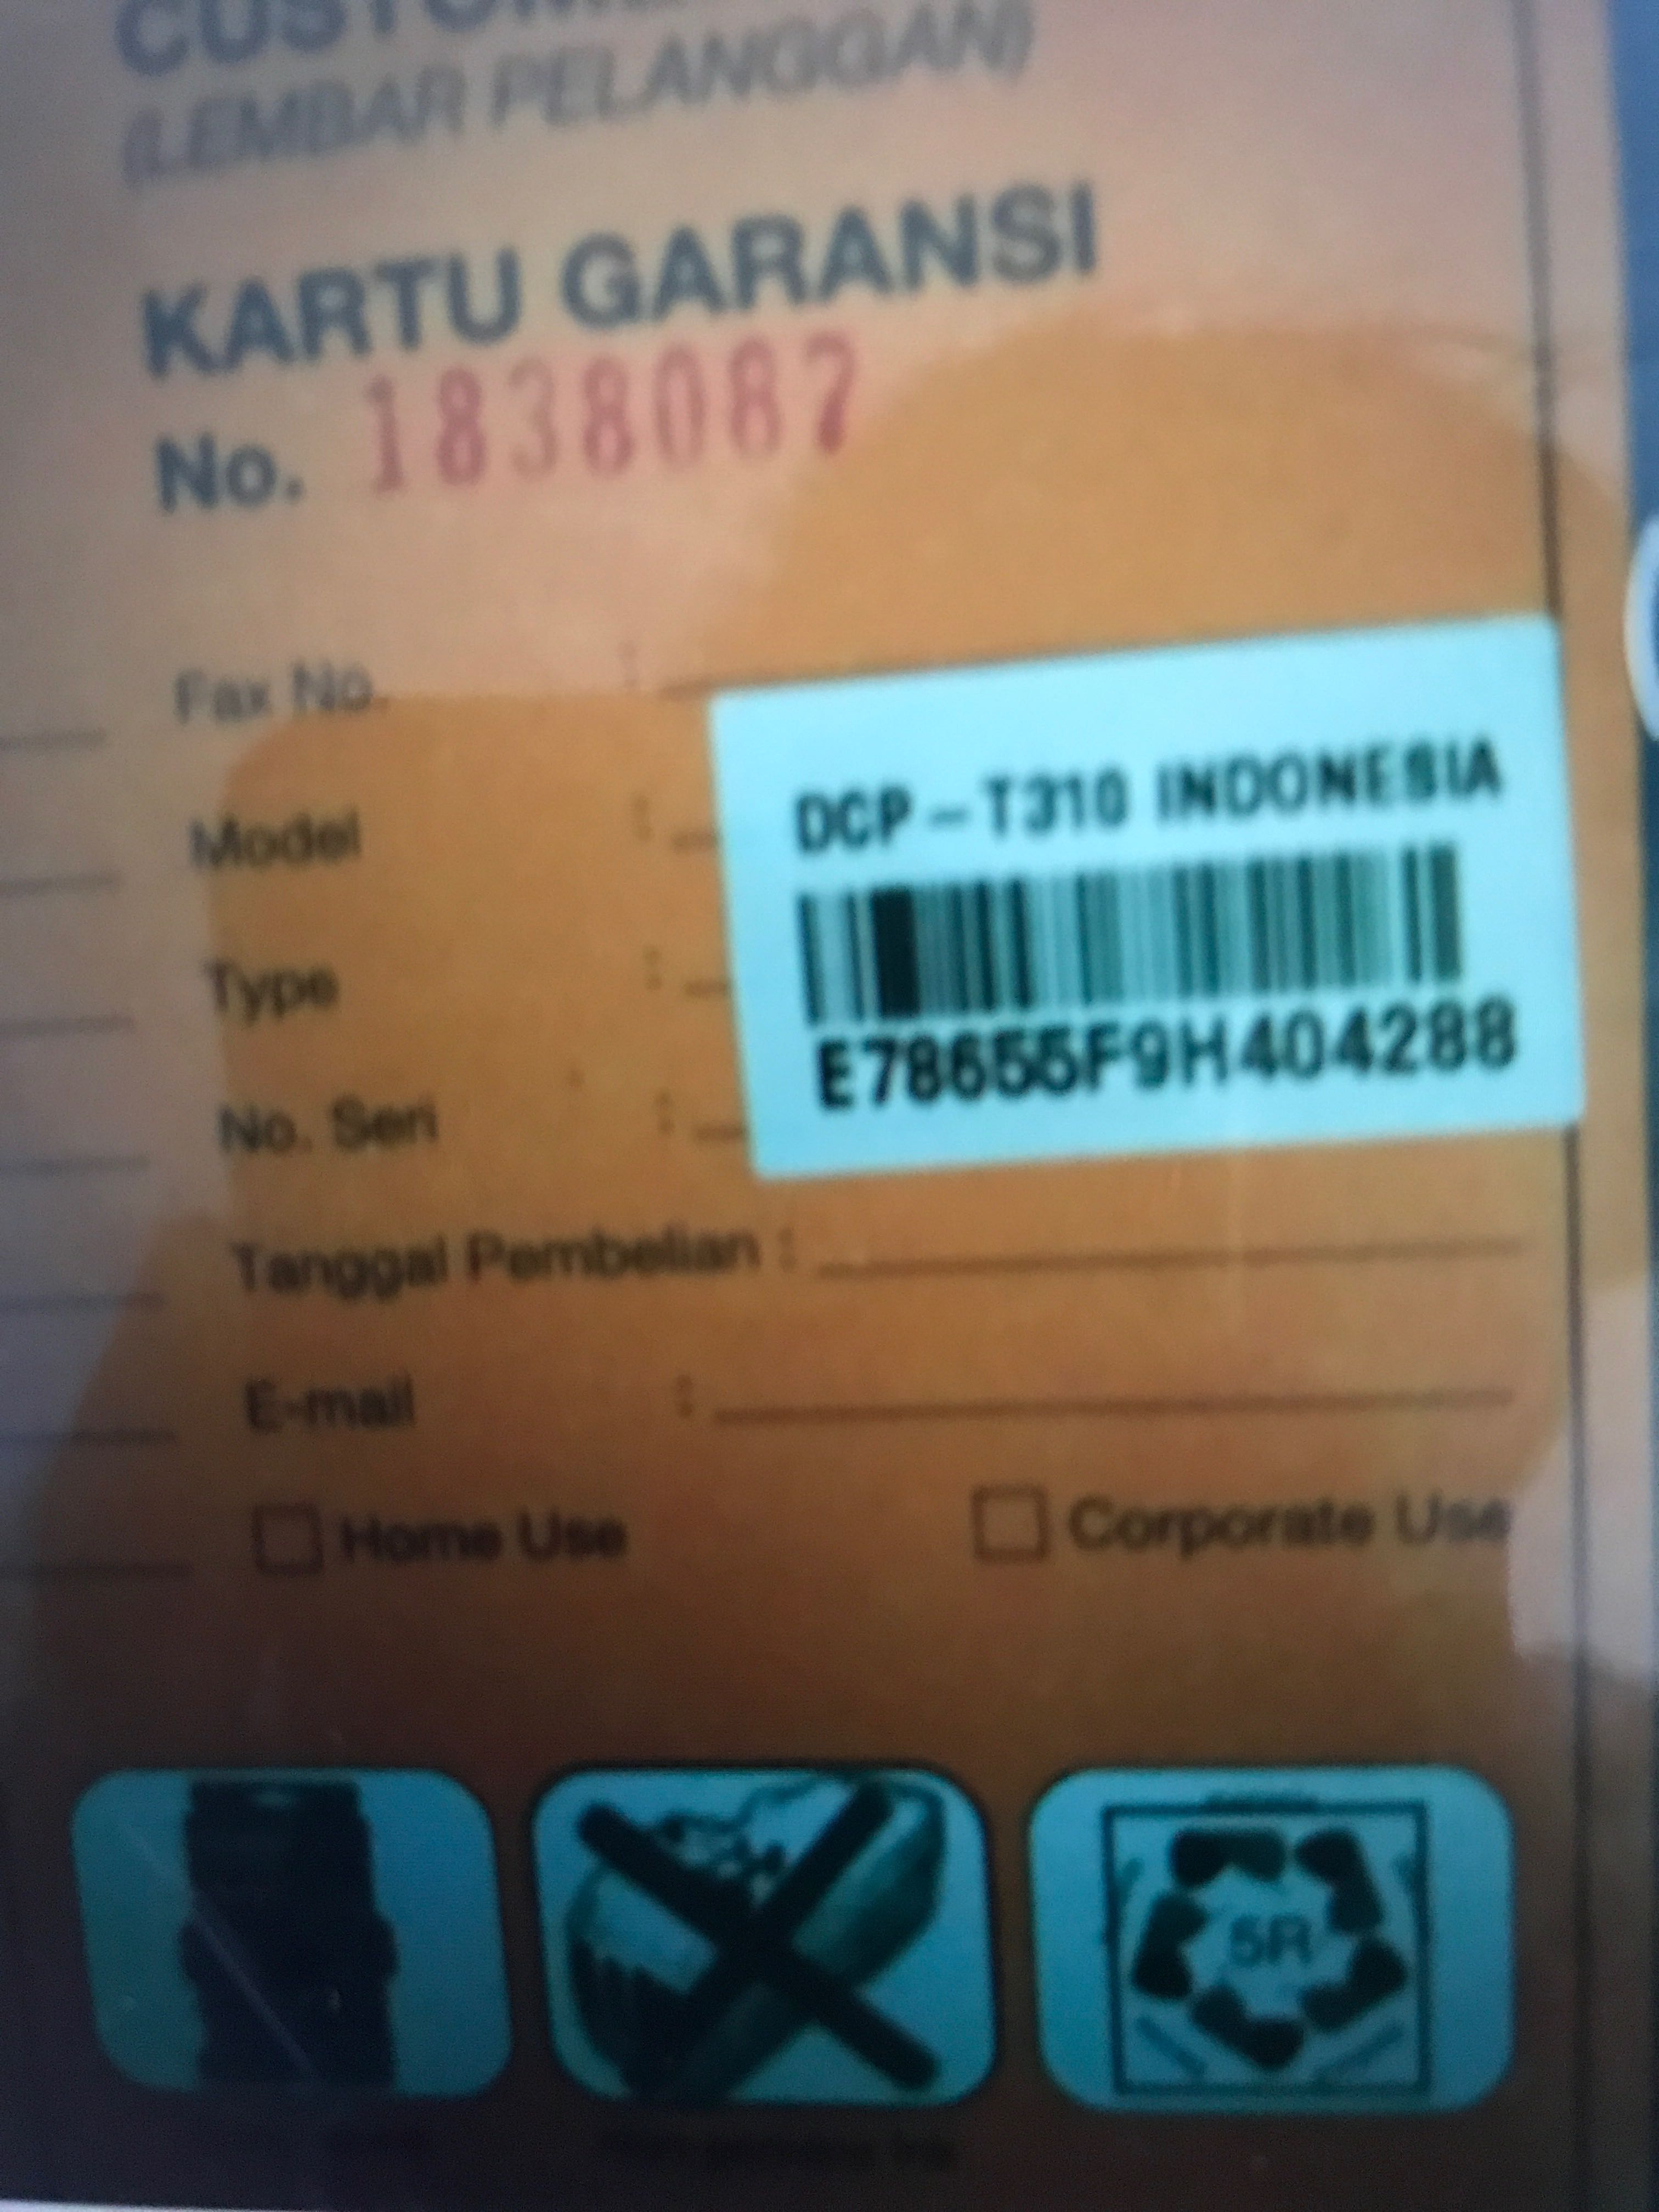 (LEMBAR PELANGGAN)
KARTU GARANSI
No. 1838087
Fax No. :
Model :
DCP-T310 INDONESIA
Type :
E78655F9H404288
No. Seri :
Tanggal Pembelian :
E-mail :
Home Use
Corporate Use
5R